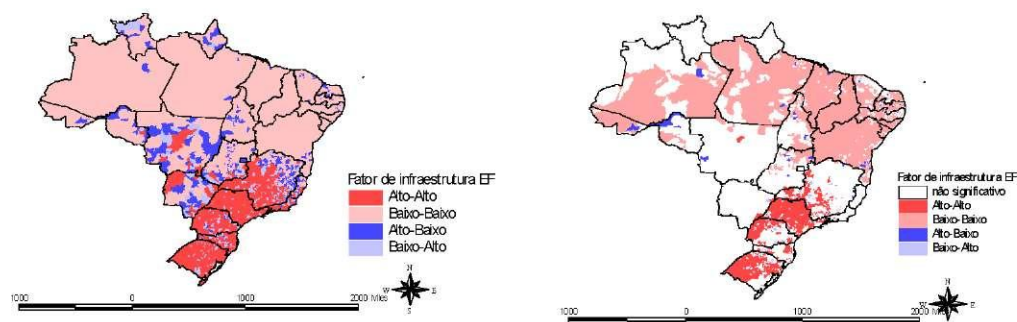 Fator de infraestrutura EF
Alto-Alto
Baixo-Baixo
Alto-Baixo
Baixo-Alto
N
W
E
S
1000 0 1000 2000 Miles
Fator de infraestrutura EF
não significativo
Alto-Alto
Baixo-Baixo
Alto-Baixo
Baixo-Alto
N
W
E
1000 0 1000 2000